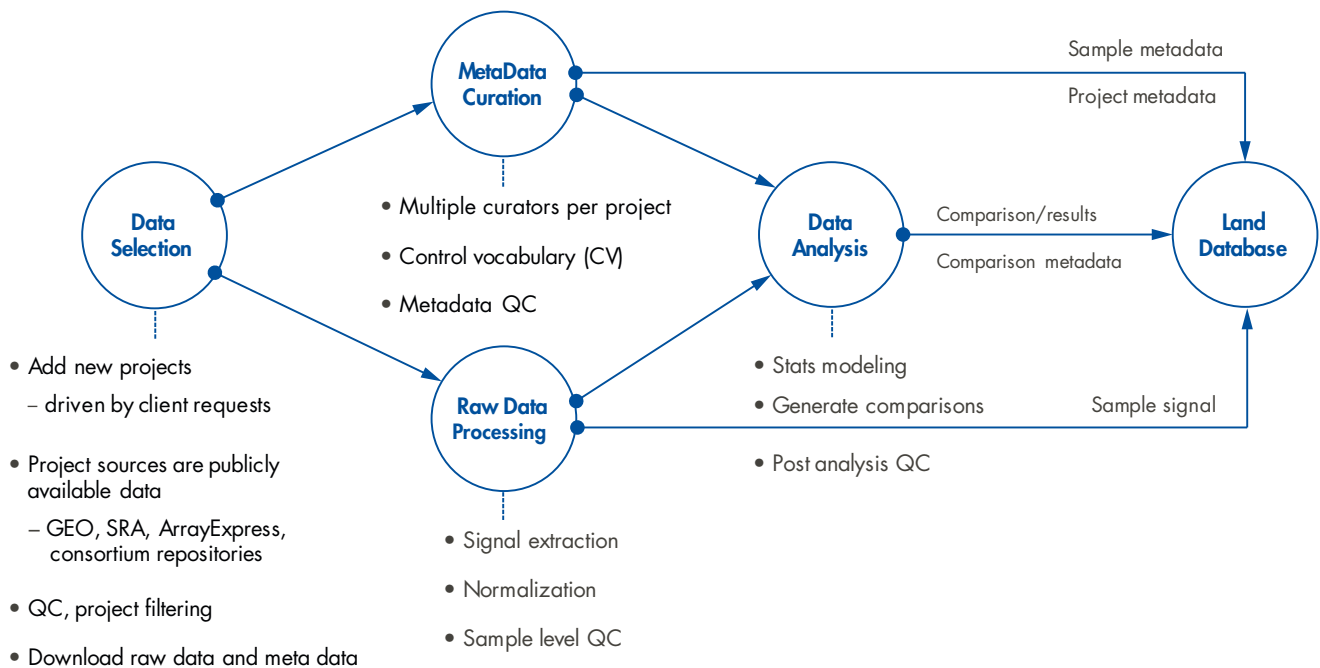 MetaData
Curation
Sample metadata
Project metadata
Data
Selection
• Multiple curators per project
• Control vocabulary (CV)
• Metadata QC
Data
Analysis
Comparison/results
Comparison metadata
Land
Database
• Add new projects
– driven by client requests
• Project sources are publicly
available data
– GEO, SRA, ArrayExpress,
consortium repositories
• QC, project filtering
• Download raw data and meta data
Raw Data
Processing
• Signal extraction
• Normalization
• Sample level QC
• Stats modeling
• Generate comparisons
• Post analysis QC
Sample signal